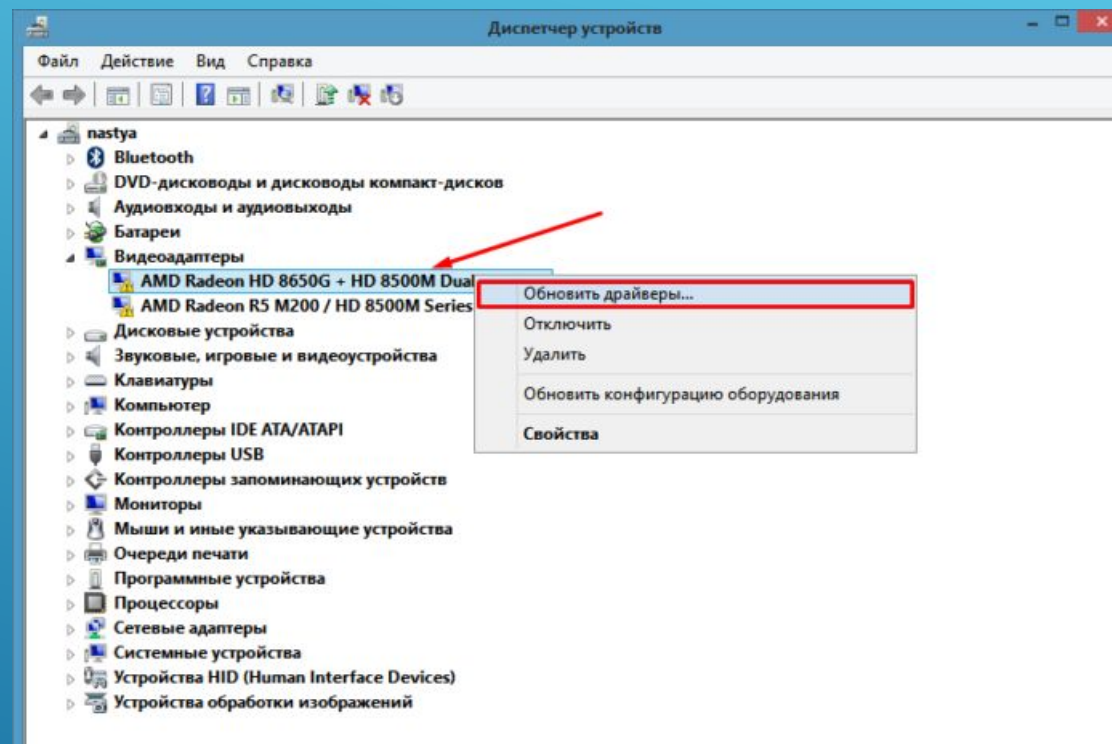 Диспетчер устройств
Файл Действие Вид Справка
nastya
Bluetooth
DVD-дисководы и дисководы компакт-дисков
Аудиовходы и аудиовыходы
Батареи
Видеоадаптеры
AMD Radeon HD 8650G + HD 8500M Dual
AMD Radeon R5 M200 / HD 8500M Series
Обновить драйверы...
Отключить
Удалить
Обновить конфигурацию оборудования
Свойства
Дисковые устройства
Звуковые, игровые и видеоустройства
Клавиатуры
Компьютер
Контроллеры IDE ATA/ATAPI
Контроллеры USB
Контроллеры запоминающих устройств
Мониторы
Мыши и иные указывающие устройства
Очереди печати
Программные устройства
Процессоры
Сетевые адаптеры
Системные устройства
Устройства HID (Human Interface Devices)
Устройства обработки изображений